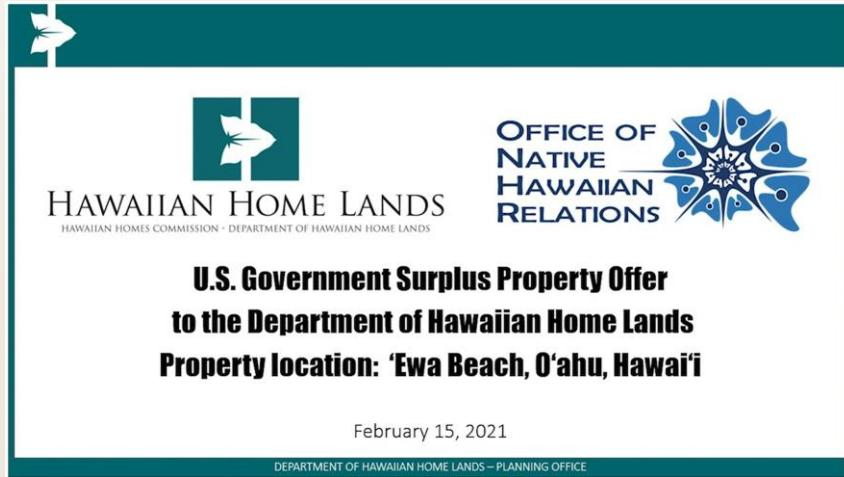 HAWAIIAN HOME LANDS
HAWAIIAN HOMES COMMISSION · DEPARTMENT OF HAWAIIAN HOME LANDS
OFFICE OF
NATIVE
HAWAIIAN
RELATIONS
U.S. Government Surplus Property Offer
to the Department of Hawaiian Home Lands
Property location: ʻEwa Beach, Oʻahu, Hawaiʻi
February 15, 2021
DEPARTMENT OF HAWAIIAN HOME LANDS – PLANNING OFFICE